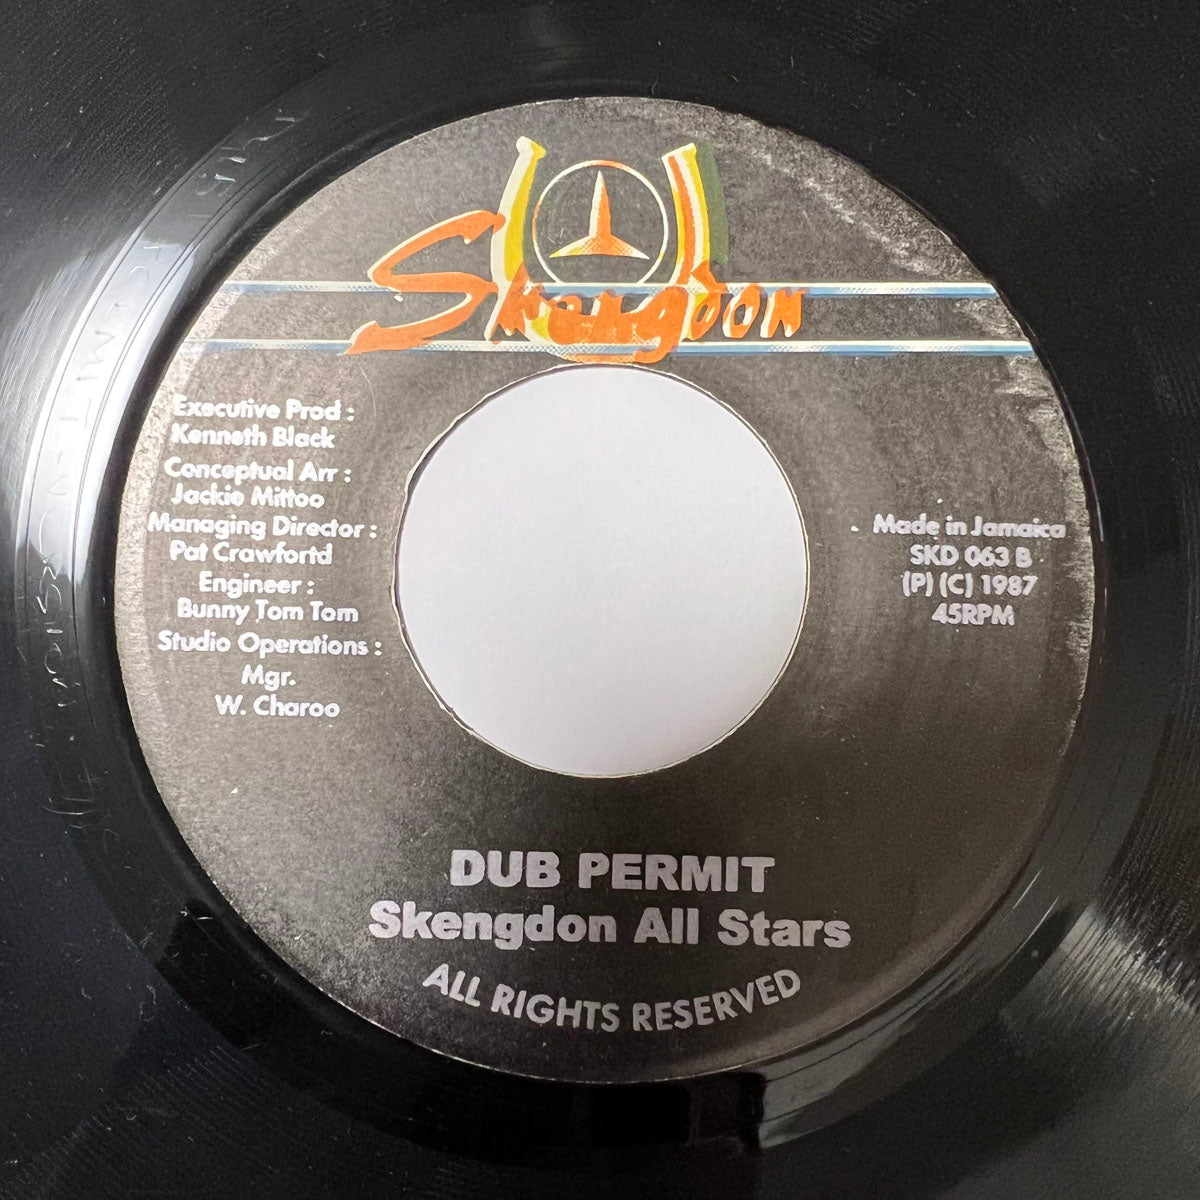 Skengdon
Executive Prod :
Kenneth Black
Conceptual Arr :
Jackie Mittoo
Managing Director :
Pat Crawfortd
Engineer :
Bunny Tom Tom
Studio Operations :
Mgr.
W. Charoo
Made in Jamaica
SKD 063 B
(P) (C) 1987
45RPM
DUB PERMIT
Skengdon All Stars
ALL RIGHTS RESERVED